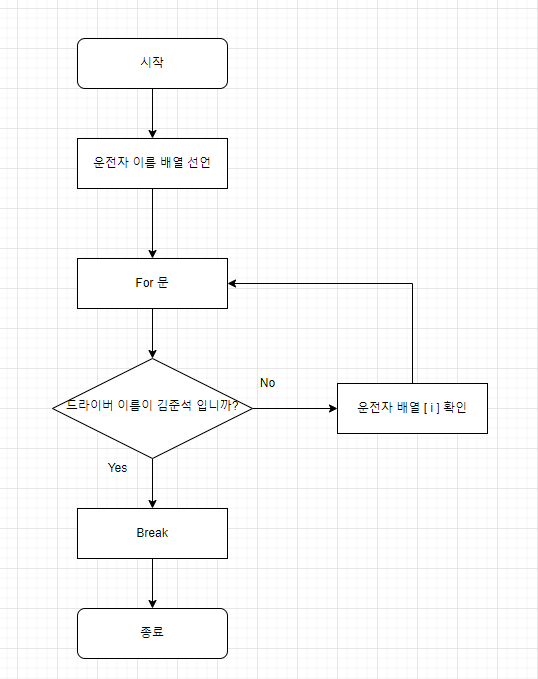 시작
운전자 이름 배열 선언
For 문
드라이버 이름이 김준석 입니까?
No
운전자 배열 [ i ] 확인
Yes
Break
종료